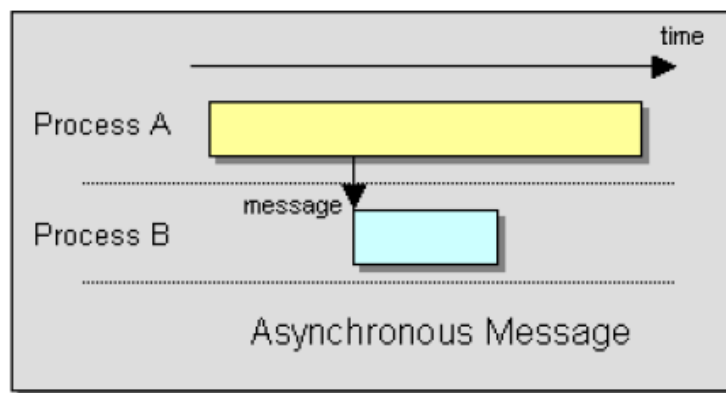 time
Process A
message
Process B
Asynchronous Message